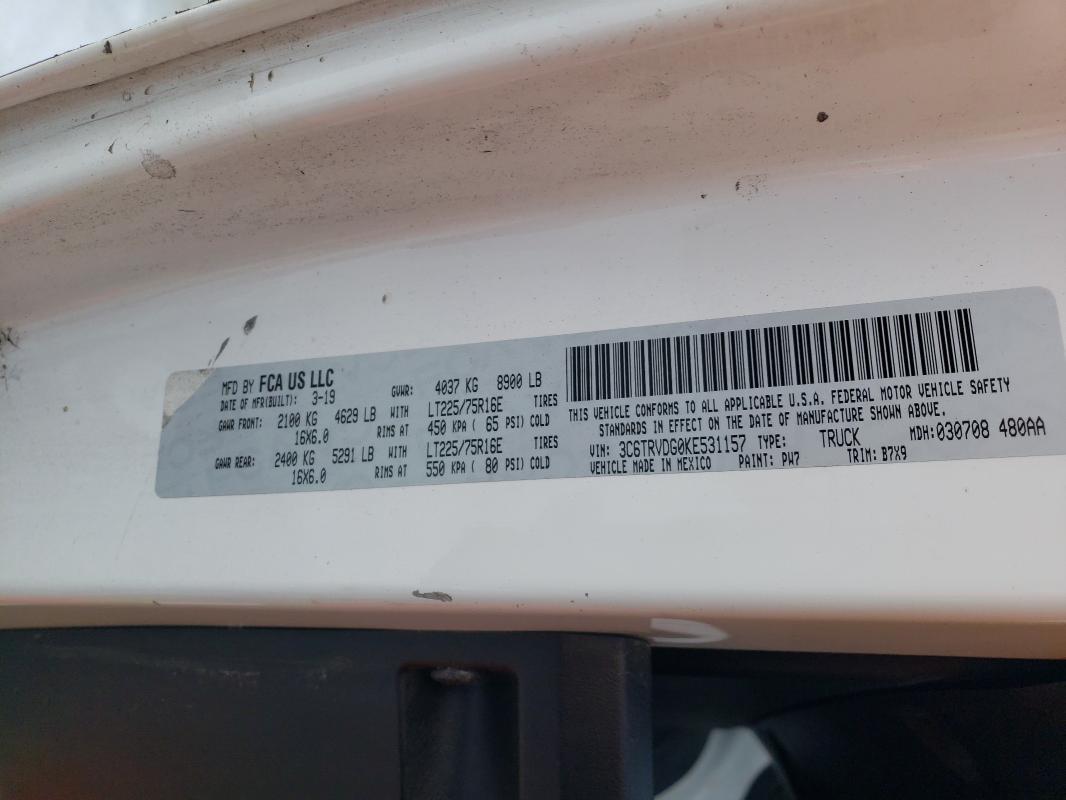 MFD BY FCA US LLC
DATE OF MFR(BUILT): 3-19 GVWR: 4037 KG 8900 LB
GAWR FRONT: 2100 KG 4629 LB WITH LT225/75R16E TIRES
16X6.0 RIMS AT 450 KPA ( 65 PSI) COLD
GAWR REAR: 2400 KG 5291 LB WITH LT225/75R16E TIRES
16X6.0 RIMS AT 550 KPA ( 80 PSI) COLD
THIS VEHICLE CONFORMS TO ALL APPLICABLE U.S.A. FEDERAL MOTOR VEHICLE SAFETY
STANDARDS IN EFFECT ON THE DATE OF MANUFACTURE SHOWN ABOVE.
VIN: 3C6TRVDG0KE531157 TYPE: TRUCK MDH:030708 480AA
VEHICLE MADE IN MEXICO PAINT: PW7 TRIM: B7X9